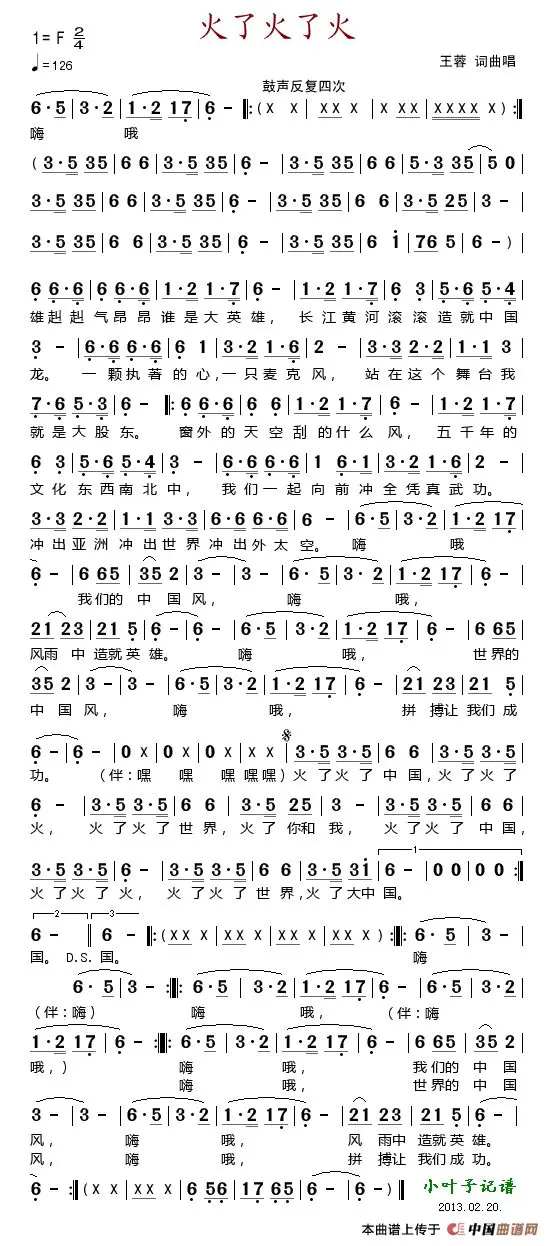 火了火了火
1=F 2/4
♩=126
王蓉 词曲唱
鼓声反复四次
6·5 | 3·2 | 1·2 17 | 6 - ‖:(X X | X X | XX XX | XXXX X):‖
嗨 哦
(3·5 35 | 6 6 | 3·5 35 | 6 - | 3·5 35 | 6 6 | 5·3 35 | 5 0 |
3·5 35 | 6 6 | 3·5 35 | 6 - | 3·5 35 | 6 6 | 3·5 25 | 3 - |
3·5 35 | 6 6 | 3·5 35 | 6 - | 3·5 35 | 6 1 | 76 5 | 6 - )
6 6·6 | 6 6·6 | 1·2 1·7 | 6 - | 1·2 1·7 | 6 3 | 5·6 5·4 |
雄赳赳气昂昂谁是大英雄，长江黄河滚滚造就中国
3 - | 6·6 6·6 | 6 1 | 3·2 1·6 | 2 - | 3·3 2·2 | 1·1 3 |
龙。一颗执著的心，一只麦克风，站在这个舞台我
7·6 5·3 | 6 - ‖: 6·6 6·6 | 3·3 2·2 | 1·2 3 - | 1·2 1·7 |
就是大股东。窗外的天空刮的什么风，五千年的
6 3 | 5·6 5·4 | 3 - | 6·6 6·6 | 1 6·1 | 3·2 1·6 | 2 - |
文化东西南北中，我们一起向前冲全凭真武功。
3·3 2·2 | 1·1 3·3 | 6·6 6·6 | 6 - | 6·5 | 3·2 | 1·2 17 |
冲出亚洲冲出世界冲出外太空。嗨 哦
6 - | 6 65 | 35 2 | 3 - | 3 - | 6·5 | 3·2 | 1·2 17 | 6 - |
我们的中国风，嗨 哦，
21 23 | 21 5 | 6 - | 6 - | 6·5 | 3·2 | 1·2 17 | 6 - | 6 65 |
风雨中造就英雄。嗨 哦，世界的
35 2 | 3 - | 3 - | 6·5 | 3·2 | 1·2 17 | 6 - | 21 23 | 21 5 |
中国风，嗨 哦，拼搏让我们成
6 - | 6 - | 0 X | 0 X | 0 X | X X | 3·5 3·5 | 6 6 | 3·5 3·5 |
功。（伴：嘿 嘿 嘿嘿嘿）火了火了中国，火了火了
6 - | 3·5 3·5 | 6 6 | 3·5 25 | 3 - | 3·5 3·5 | 6 6 |
火，火了火了世界，火了你和我，火了火了中国，
3·5 3·5 | 6 - | 3·5 3·5 | 6 6 | 3·5 31 | 6 - | 0 0 | 0 0 :‖
火了火了火，火了火了世界，火了大中国。
6 - ‖ 6 - ‖:(XX X | XX X | XX XX | XX X):‖: 6·5 | 3 - |
国。D.S. 国。嗨
6·5 | 3 - :‖: 6·5 | 3·2 | 1·2 17 | 6 - | 6·5 | 3·2 |
（伴：嗨） 嗨 哦，（伴：嗨
1·2 17 | 6 - :‖: 6·5 | 3·2 | 1·2 17 | 6 - | 6 65 | 35 2 |
哦，） 嗨 哦，我们的中国
嗨 哦，世界的中国
3 - | 3 - | 6·5 | 3·2 | 1·2 17 | 6 - | 21 23 | 21 5 | 6 - |
风，嗨 哦，风雨中造就英雄。
风，嗨 哦，拼搏让我们成功。
6 - :‖(X X | X X | XX XX | XXXX X | 6 56 | 17 6 | 6 - | 6 -)‖
小叶子记谱
2013.02.20.
本曲谱上传于 中国曲谱网